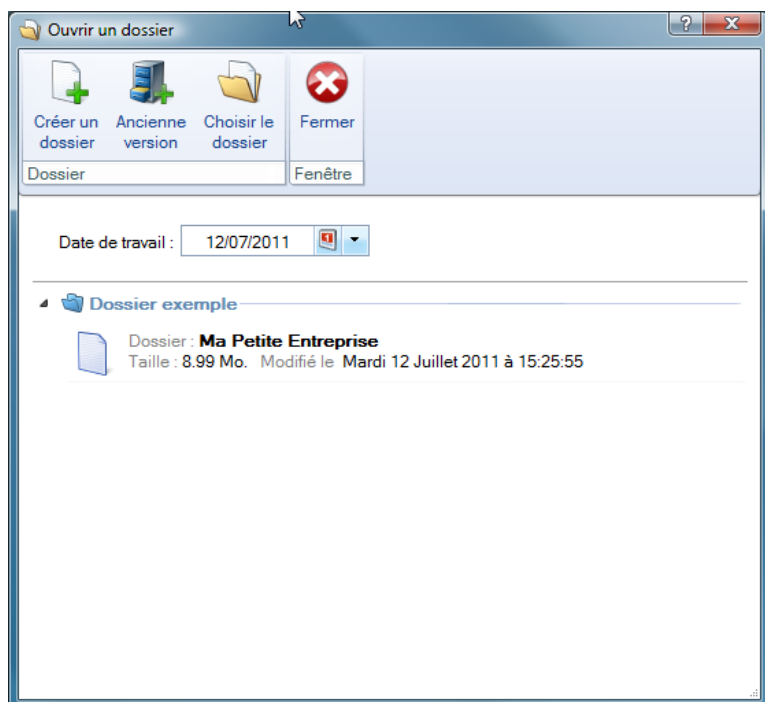 Ouvrir un dossier
?
X
Créer un dossier
Ancienne version
Choisir le dossier
Fermer
Dossier
Fenêtre
Date de travail : 12/07/2011
Dossier exemple
Dossier : Ma Petite Entreprise
Taille : 8.99 Mo. Modifié le Mardi 12 Juillet 2011 à 15:25:55